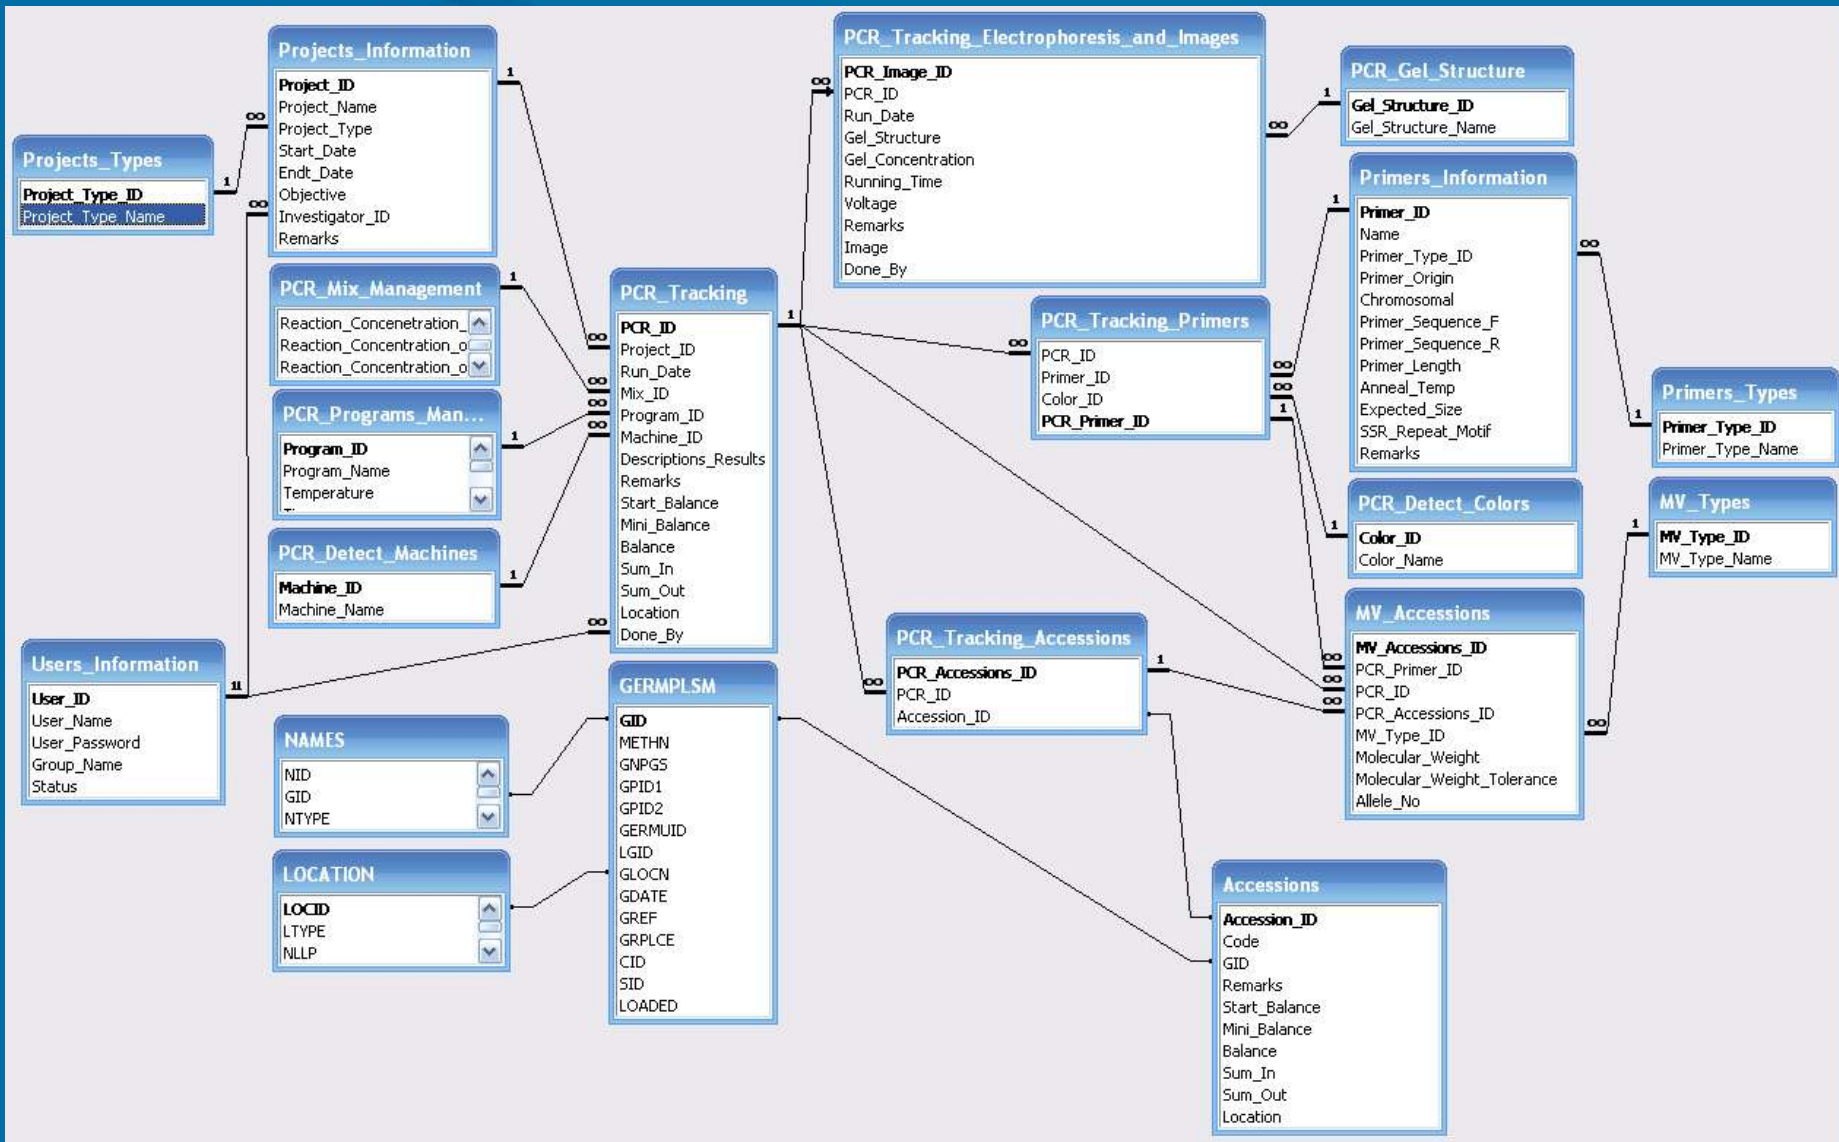 Projects_Information
Project_ID
Project_Name
Project_Type
Start_Date
Endt_Date
Objective
Investigator_ID
Remarks
Projects_Types
Project_Type_ID
Project_Type_Name
PCR_Mix_Management
Reaction_Concenetration_
Reaction_Concentration_o
Reaction_Concentration_o
PCR_Programs_Man...
Program_ID
Program_Name
Temperature
PCR_Detect_Machines
Machine_ID
Machine_Name
Users_Information
User_ID
User_Name
User_Password
Group_Name
Status
NAMES
NID
GID
NTYPE
LOCATION
LOCID
LTYPE
NLLP
PCR_Tracking
PCR_ID
Project_ID
Run_Date
Mix_ID
Program_ID
Machine_ID
Descriptions_Results
Remarks
Start_Balance
Mini_Balance
Balance
Sum_In
Sum_Out
Location
Done_By
GERMPLSM
GID
METHN
GNPGS
GPID1
GPID2
GERMUID
LGID
GLOCN
GDATE
GREF
GRPLCE
CID
SID
LOADED
PCR_Tracking_Electrophoresis_and_Images
PCR_Image_ID
PCR_ID
Run_Date
Gel_Structure
Gel_Concentration
Running_Time
Voltage
Remarks
Image
Done_By
PCR_Tracking_Primers
PCR_ID
Primer_ID
Color_ID
PCR_Primer_ID
PCR_Tracking_Accessions
PCR_Accessions_ID
PCR_ID
Accession_ID
PCR_Gel_Structure
Gel_Structure_ID
Gel_Structure_Name
Primers_Information
Primer_ID
Name
Primer_Type_ID
Primer_Origin
Chromosomal
Primer_Sequence_F
Primer_Sequence_R
Primer_Length
Anneal_Temp
Expected_Size
SSR_Repeat_Motif
Remarks
Primers_Types
Primer_Type_ID
Primer_Type_Name
PCR_Detect_Colors
Color_ID
Color_Name
MV_Types
MV_Type_ID
MV_Type_Name
MV_Accessions
MV_Accessions_ID
PCR_Primer_ID
PCR_ID
PCR_Accessions_ID
MV_Type_ID
Molecular_Weight
Molecular_Weight_Tolerance
Allele_No
Accessions
Accession_ID
Code
GID
Remarks
Start_Balance
Mini_Balance
Balance
Sum_In
Sum_Out
Location